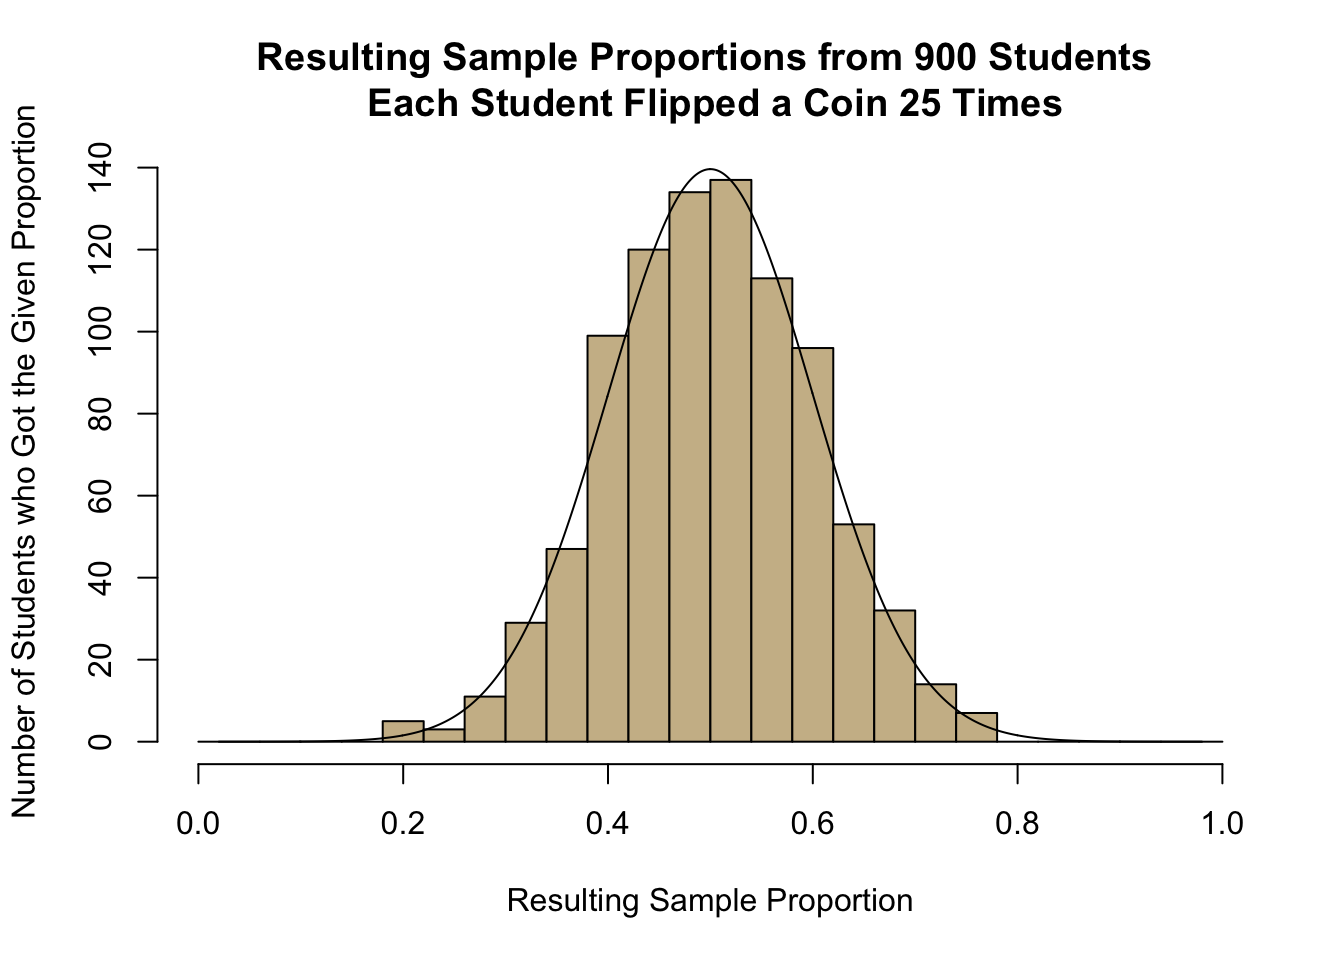 Resulting Sample Proportions from 900 Students
Each Student Flipped a Coin 25 Times
Number of Students who Got the Given Proportion
140
120
100
80
60
40
20
0
0.0 0.2 0.4 0.6 0.8 1.0
Resulting Sample Proportion